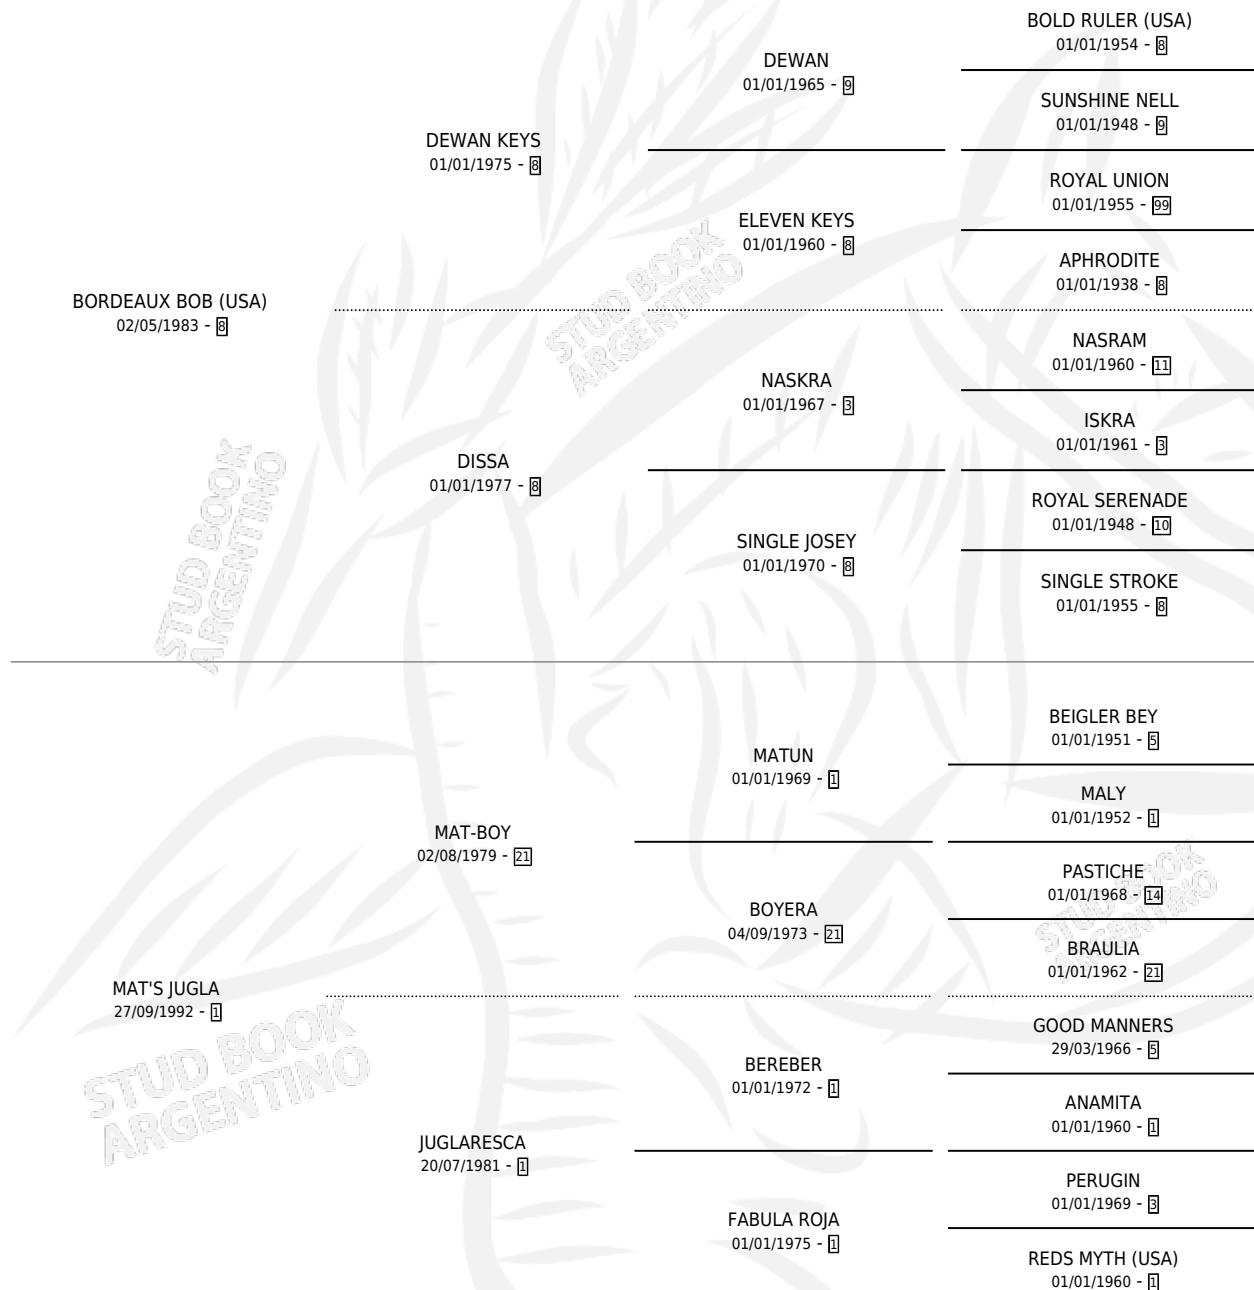 BOLD RULER (USA)
01/01/1954 - 8
DEWAN
01/01/1965 - 9
SUNSHINE NELL
01/01/1948 - 9
DEWAN KEYS
01/01/1975 - 8
ROYAL UNION
01/01/1955 - 99
ELEVEN KEYS
01/01/1960 - 8
APHRODITE
01/01/1938 - 8
BORDEAUX BOB (USA)
02/05/1983 - 8
NASRAM
01/01/1960 - 11
NASKRA
01/01/1967 - 3
ISKRA
01/01/1961 - 3
DISSA
01/01/1977 - 8
ROYAL SERENADE
01/01/1948 - 10
SINGLE JOSEY
01/01/1970 - 8
SINGLE STROKE
01/01/1955 - 8
BEIGLER BEY
01/01/1951 - 5
MATUN
01/01/1969 - 1
MALY
01/01/1952 - 1
MAT-BOY
02/08/1979 - 21
PASTICHE
01/01/1968 - 14
BOYERA
04/09/1973 - 21
BRAULIA
01/01/1962 - 21
MAT'S JUGLA
27/09/1992 - 1
GOOD MANNERS
29/03/1966 - 5
BEREBER
01/01/1972 - 1
ANAMITA
01/01/1960 - 1
JUGLARESCA
20/07/1981 - 1
PERUGIN
01/01/1969 - 3
FABULA ROJA
01/01/1975 - 1
REDS MYTH (USA)
01/01/1960 - 1
STUD BOOK
ARGENTINO
STUD BOOK
ARGENTINO
STUD BOOK
ARGENTINO
STUD BOOK
ARGENTINO